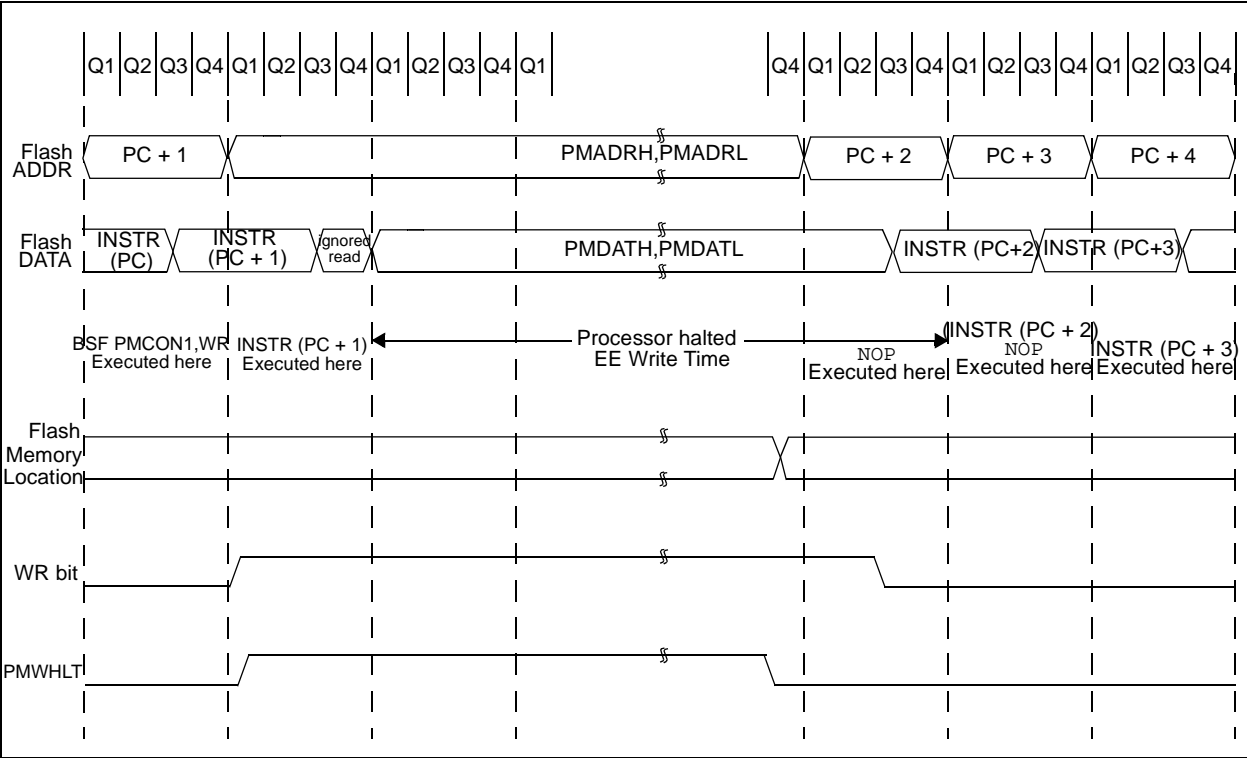 Q1 Q2 Q3 Q4 Q1 Q2 Q3 Q4 Q1 Q2 Q3 Q4 Q1 Q4 Q1 Q2 Q3 Q4 Q1 Q2 Q3 Q4 Q1 Q2 Q3 Q4
Flash
ADDR
PC + 1
PMADRH,PMADRL
PC + 2
PC + 3
PC + 4
Flash
DATA
INSTR
(PC)
INSTR
(PC + 1)
ignored
read
PMDATH,PMDATL
INSTR (PC+2)
INSTR (PC+3)
BSF PMCON1,WR
Executed here
INSTR (PC + 1)
Executed here
Processor halted
EE Write Time
NOP
Executed here
(INSTR (PC + 2)
NOP
Executed here
INSTR (PC + 3)
Executed here
Flash
Memory
Location
WR bit
PMWHLT